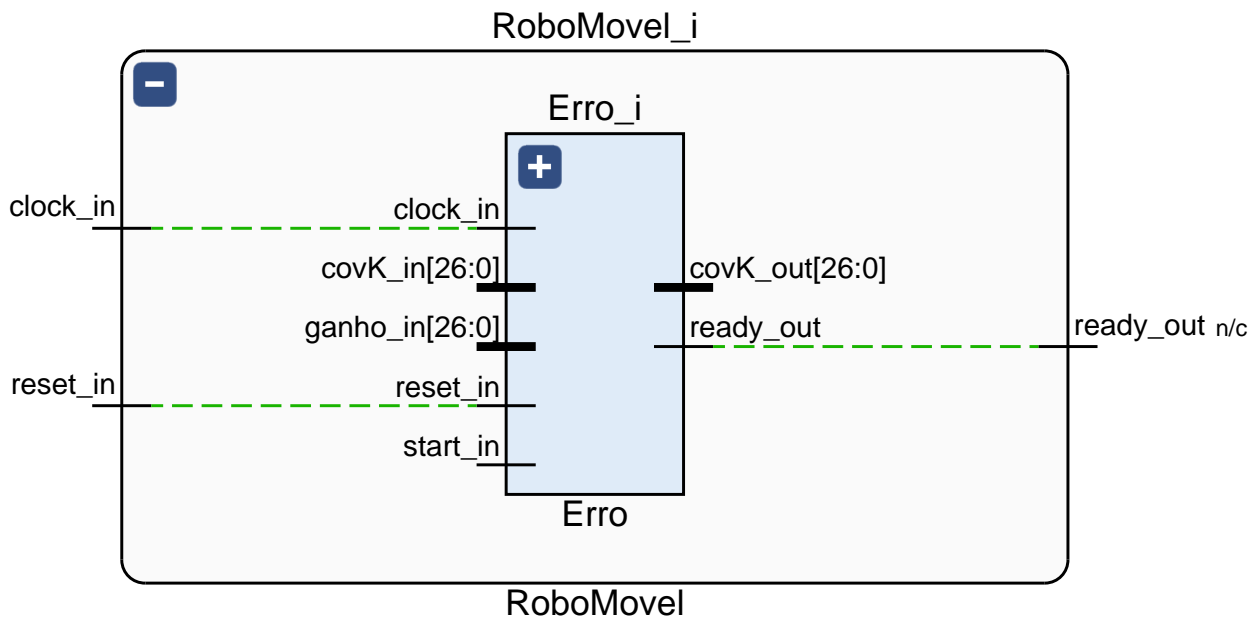 RoboMovel_i
Erro_i
clock_in
clock_in
covK_in[26:0]
covK_out[26:0]
ganho_in[26:0]
ready_out
ready_out n/c
reset_in
reset_in
start_in
Erro
RoboMovel